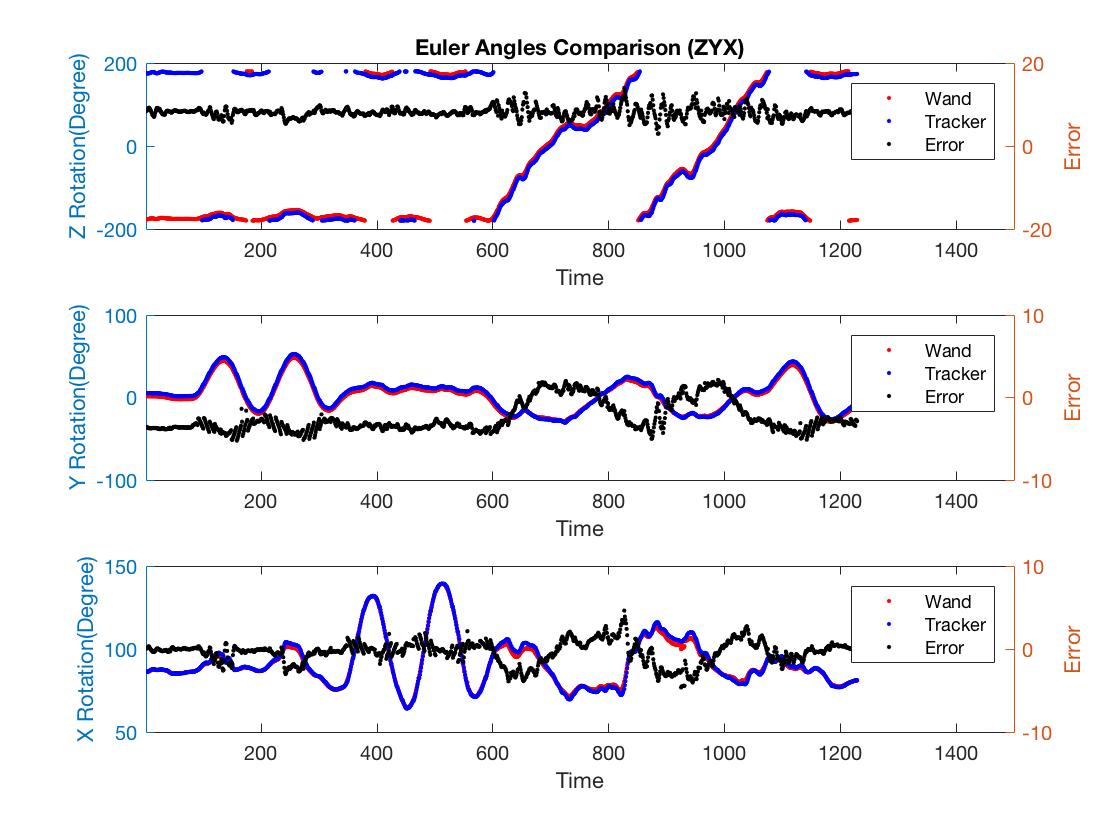 Euler Angles Comparison (ZYX)
Z Rotation(Degree)
200
0
-200
20
0
-20
Error
Wand
Tracker
Error
200 400 600 800 1000 1200 1400
Time
Y Rotation(Degree)
100
0
-100
10
0
-10
Error
Wand
Tracker
Error
200 400 600 800 1000 1200 1400
Time
X Rotation(Degree)
150
100
50
10
0
-10
Error
Wand
Tracker
Error
200 400 600 800 1000 1200 1400
Time